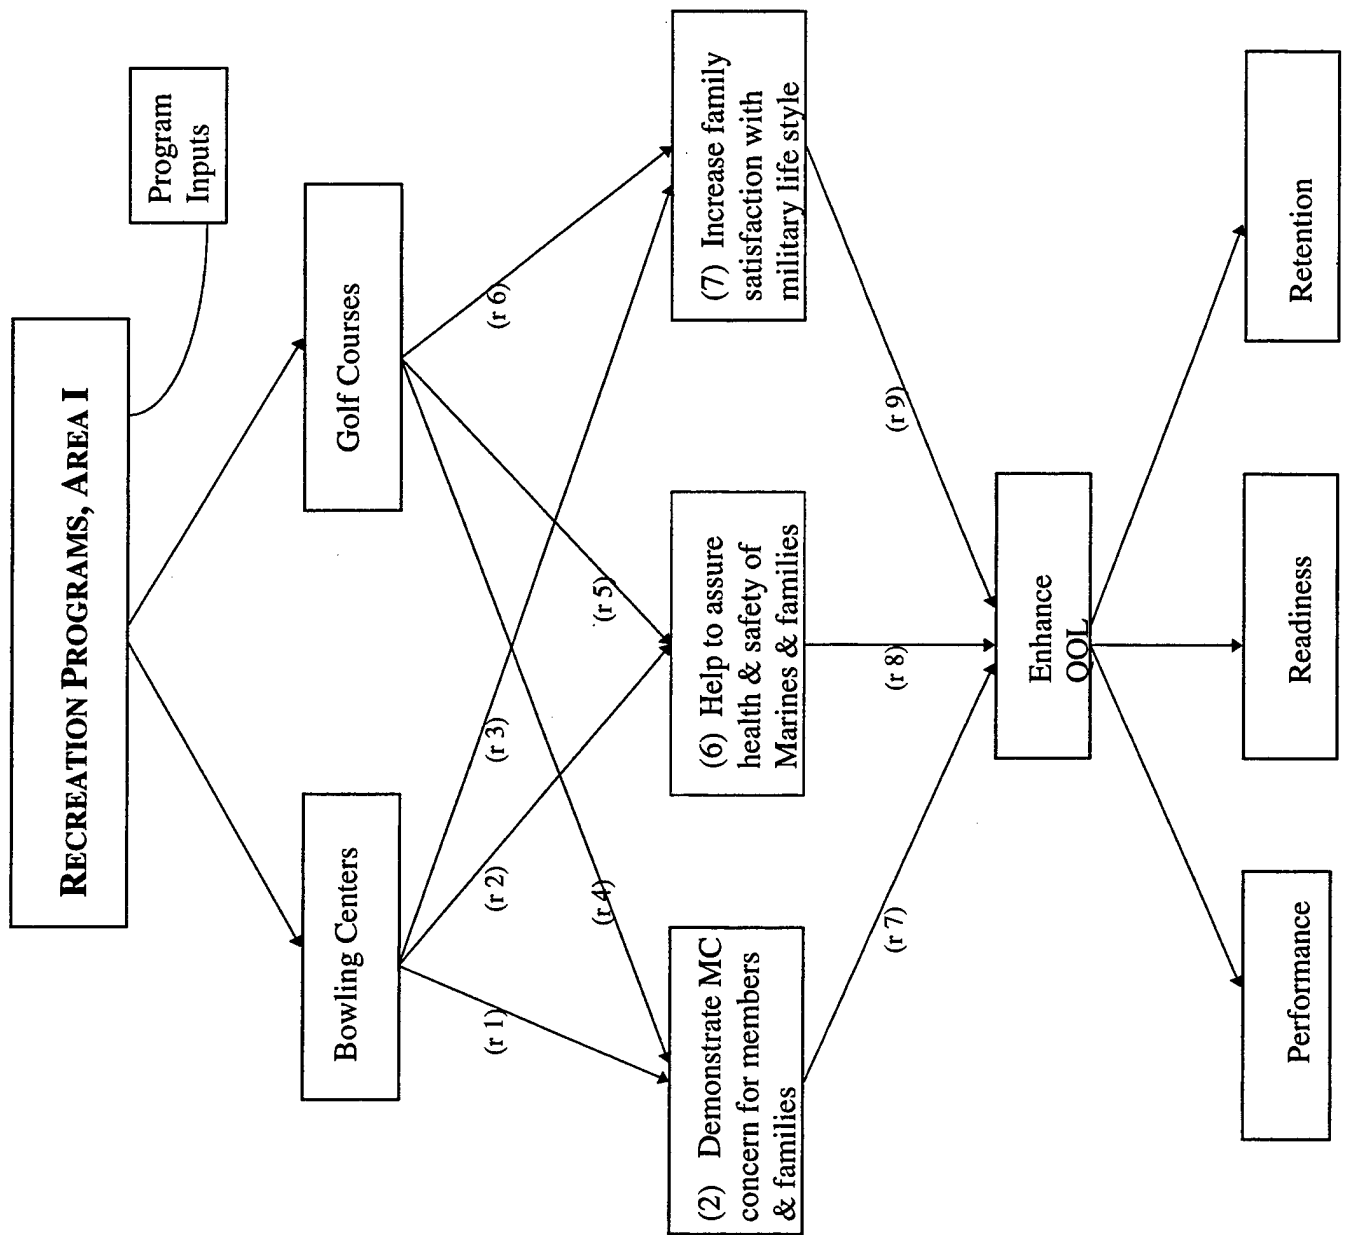 RECREATION PROGRAMS, AREA I
Program
Inputs
Bowling Centers
Golf Courses
(r 1)
(r 2)
(r 3)
(r 4)
(r 5)
(r 6)
(2) Demonstrate MC
concern for members
& families
(6) Help to assure
health & safety of
Marines & families
(7) Increase family
satisfaction with
military life style
(r 7)
(r 8)
(r 9)
Enhance
QOL
Performance
Readiness
Retention